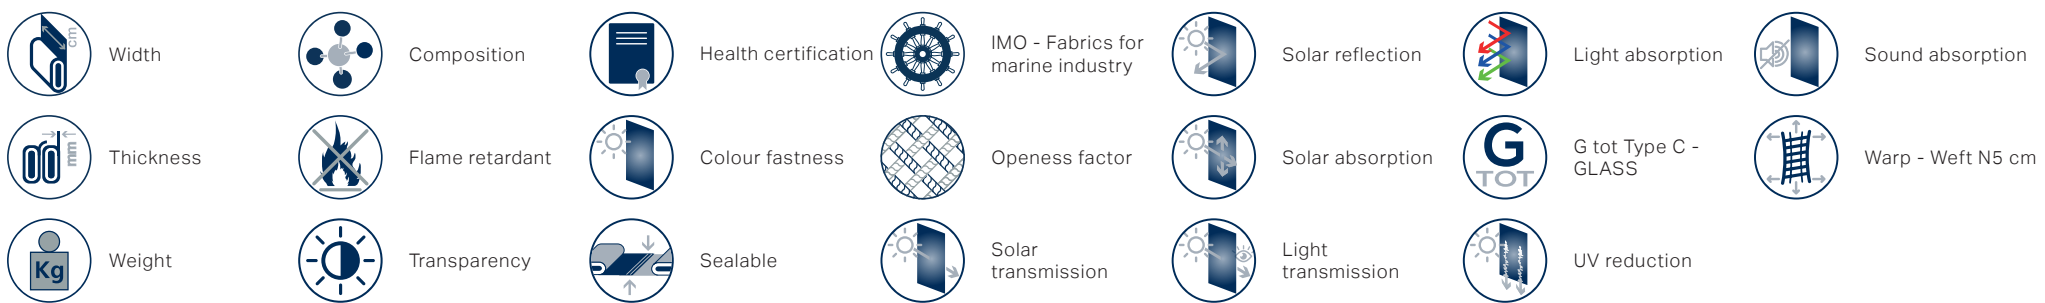 cm
Width
Composition
Health certification
IMO - Fabrics for
marine industry
Solar reflection
Light absorption
Sound absorption
mm
Thickness
Flame retardant
Colour fastness
Openess factor
Solar absorption
G
TOT
G tot Type C -
GLASS
Warp - Weft N5 cm
Kg
Weight
Transparency
Sealable
Solar
transmission
Light
transmission
UV reduction